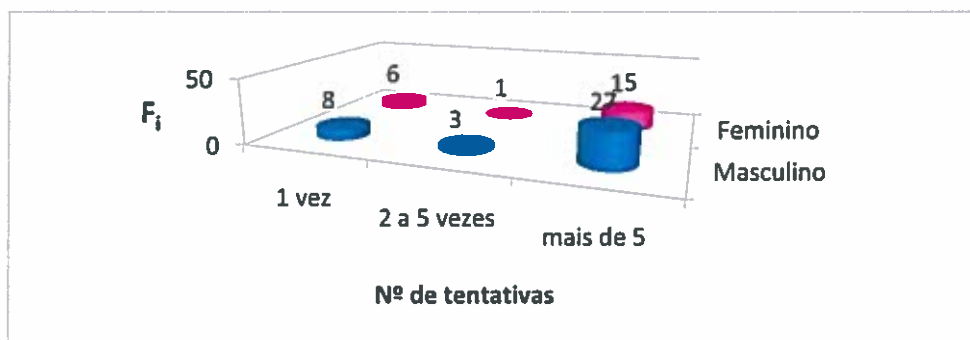 50
F_i
0
8
6
3
1
27
15
Feminino
Masculino
1 vez
2 a 5 vezes
mais de 5
Nº de tentativas